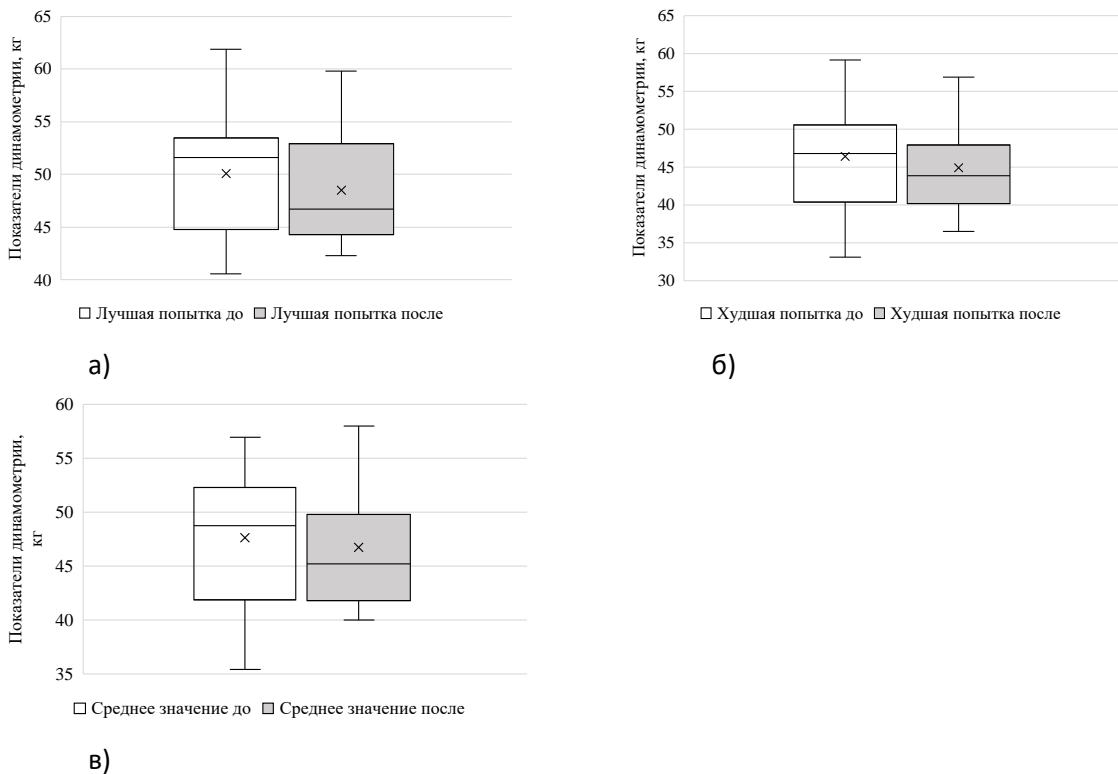 Показатели динамометрии, кг
65
60
55
50
45
40
□ Лучшая попытка до ■ Лучшая попытка после
а)
Показатели динамометрии, кг
65
60
55
50
45
40
35
30
□ Худшая попытка до ■ Худшая попытка после
б)
Показатели динамометрии,
кг
60
55
50
45
40
35
□ Среднее значение до ■ Среднее значение после
в)